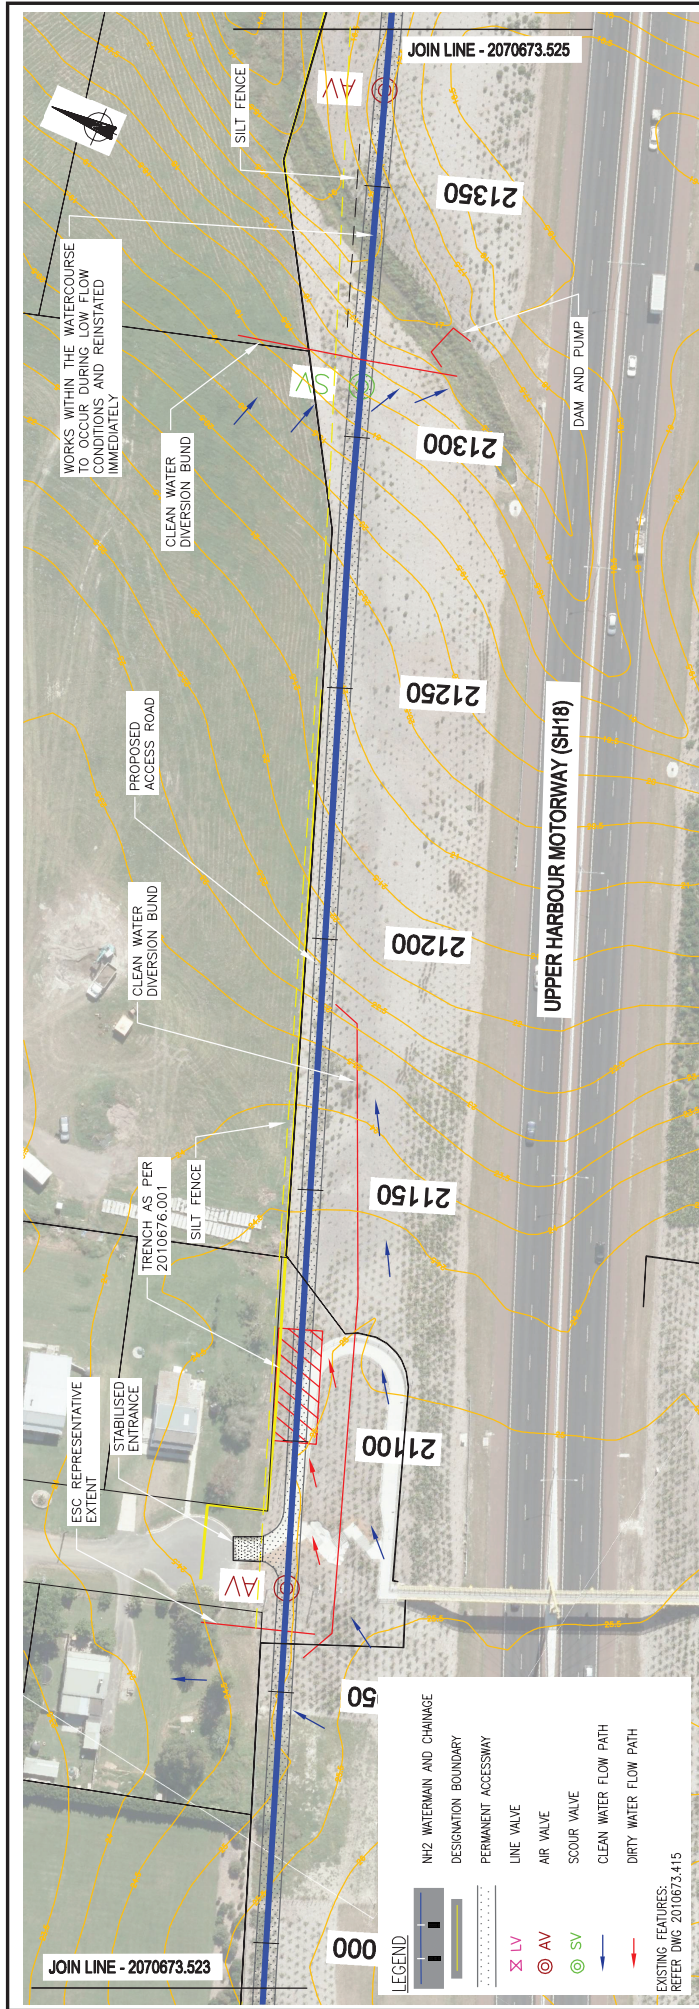 JOIN LINE - 2070673.525
AV
SILT FENCE
21350
WORKS WITHIN THE WATERCOURSE
TO OCCUR DURING LOW FLOW
CONDITIONS AND REINSTATED
IMMEDIATELY
DAM AND PUMP
SV
CLEAN WATER
DIVERSION BUND
21300
PROPOSED
ACCESS ROAD
21250
UPPER HARBOUR MOTORWAY (SH18)
CLEAN WATER
DIVERSION BUND
21200
TRENCH AS PER
2010676.001
SILT FENCE
21150
ESC REPRESENTATIVE
EXTENT
STABILISED
ENTRANCE
21100
AV
050
000
JOIN LINE - 2070673.523
LEGEND
NH2 WATERMAIN AND CHAINAGE
DESIGNATION BOUNDARY
PERMANENT ACCESSWAY
LV LINE VALVE
AV AIR VALVE
SV SCOUR VALVE
CLEAN WATER FLOW PATH
DIRTY WATER FLOW PATH
EXISTING FEATURES:
REFER DWG 2010673.415